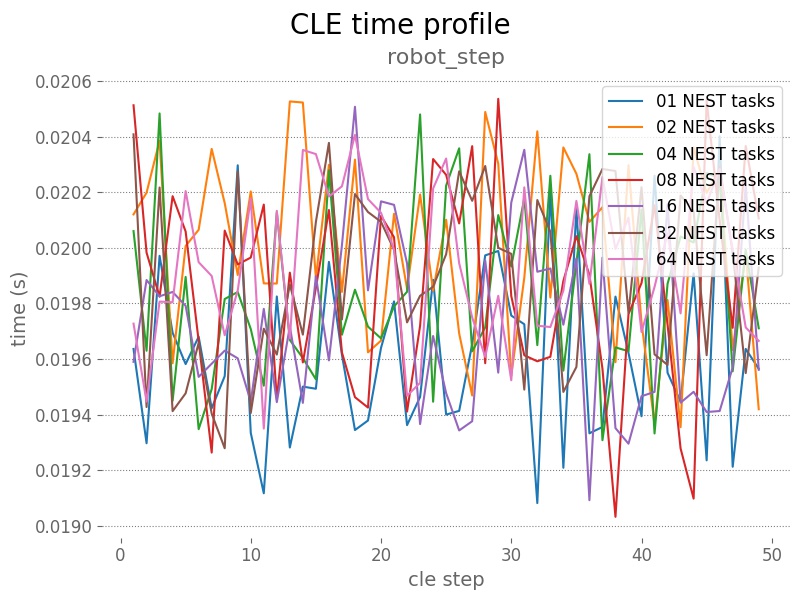 CLE time profile
robot_step
0.0206
0.0204
0.0202
0.0200
0.0198
0.0196
0.0194
0.0192
0.0190
time (s)
01 NEST tasks
02 NEST tasks
04 NEST tasks
08 NEST tasks
16 NEST tasks
32 NEST tasks
64 NEST tasks
0 10 20 30 40 50
cle step